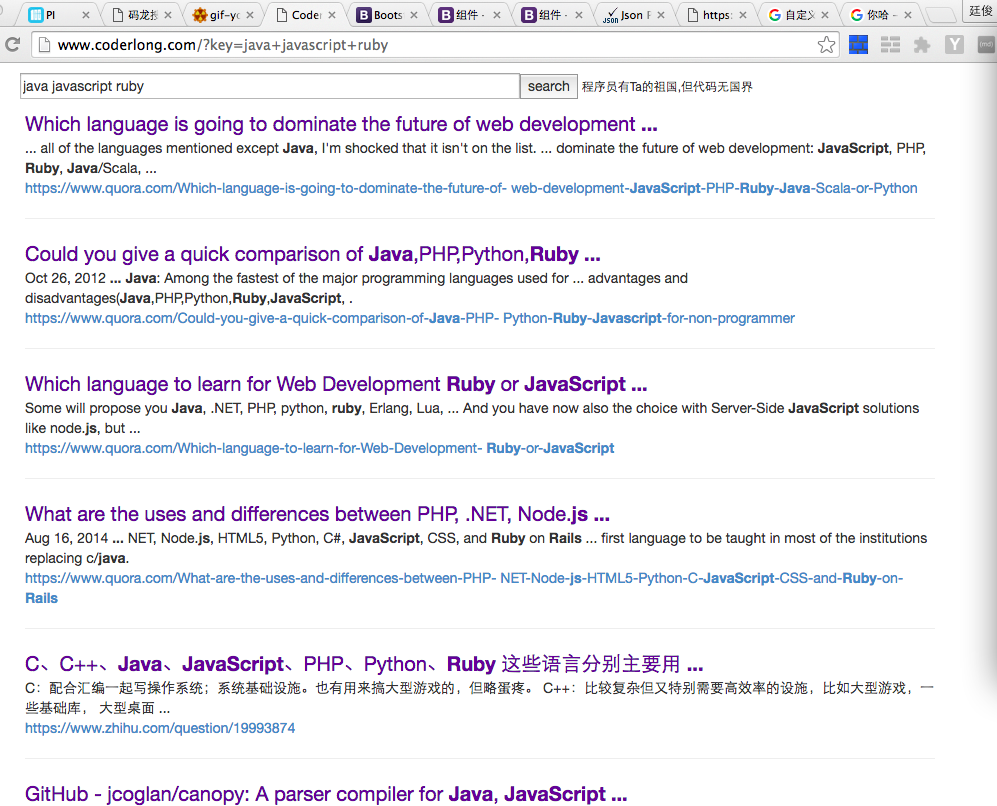 PI
码龙搜
gif-yo
Coder
Boots
组件 -
组件 -
Json P
https:
自定义
你哈 -
廷俊
www.coderlong.com/?key=java+javascript+ruby
java javascript ruby
search
程序员有Ta的祖国,但代码无国界
Which language is going to dominate the future of web development ...
... all of the languages mentioned except Java, I'm shocked that it isn't on the list. ... dominate the future of web development: JavaScript, PHP,
Ruby, Java/Scala, ...
https://www.quora.com/Which-language-is-going-to-dominate-the-future-of- web-development-JavaScript-PHP-Ruby-Java-Scala-or-Python
Could you give a quick comparison of Java,PHP,Python,Ruby ...
Oct 26, 2012 ... Java: Among the fastest of the major programming languages used for ... advantages and
disadvantages(Java,PHP,Python,Ruby,JavaScript, .
https://www.quora.com/Could-you-give-a-quick-comparison-of-Java-PHP- Python-Ruby-Javascript-for-non-programmer
Which language to learn for Web Development Ruby or JavaScript ...
Some will propose you Java, .NET, PHP, python, ruby, Erlang, Lua, ... And you have now also the choice with Server-Side JavaScript solutions
like node.js, but ...
https://www.quora.com/Which-language-to-learn-for-Web-Development- Ruby-or-JavaScript
What are the uses and differences between PHP, .NET, Node.js ...
Aug 16, 2014 ... NET, Node.js, HTML5, Python, C#, JavaScript, CSS, and Ruby on Rails ... first language to be taught in most of the institutions
replacing c/java.
https://www.quora.com/What-are-the-uses-and-differences-between-PHP- NET-Node-js-HTML5-Python-C-JavaScript-CSS-and-Ruby-on-
Rails
C、C++、Java、JavaScript、PHP、Python、Ruby 这些语言分别主要用 ...
C：配合汇编一起写操作系统；系统基础设施。也有用来搞大型游戏的，但略蛋疼。 C++：比较复杂但又特别需要高效率的设施，比如大型游戏，一
些基础库， 大型桌面 ...
https://www.zhihu.com/question/19993874
GitHub - jcoglan/canopy: A parser compiler for Java, JavaScript ...